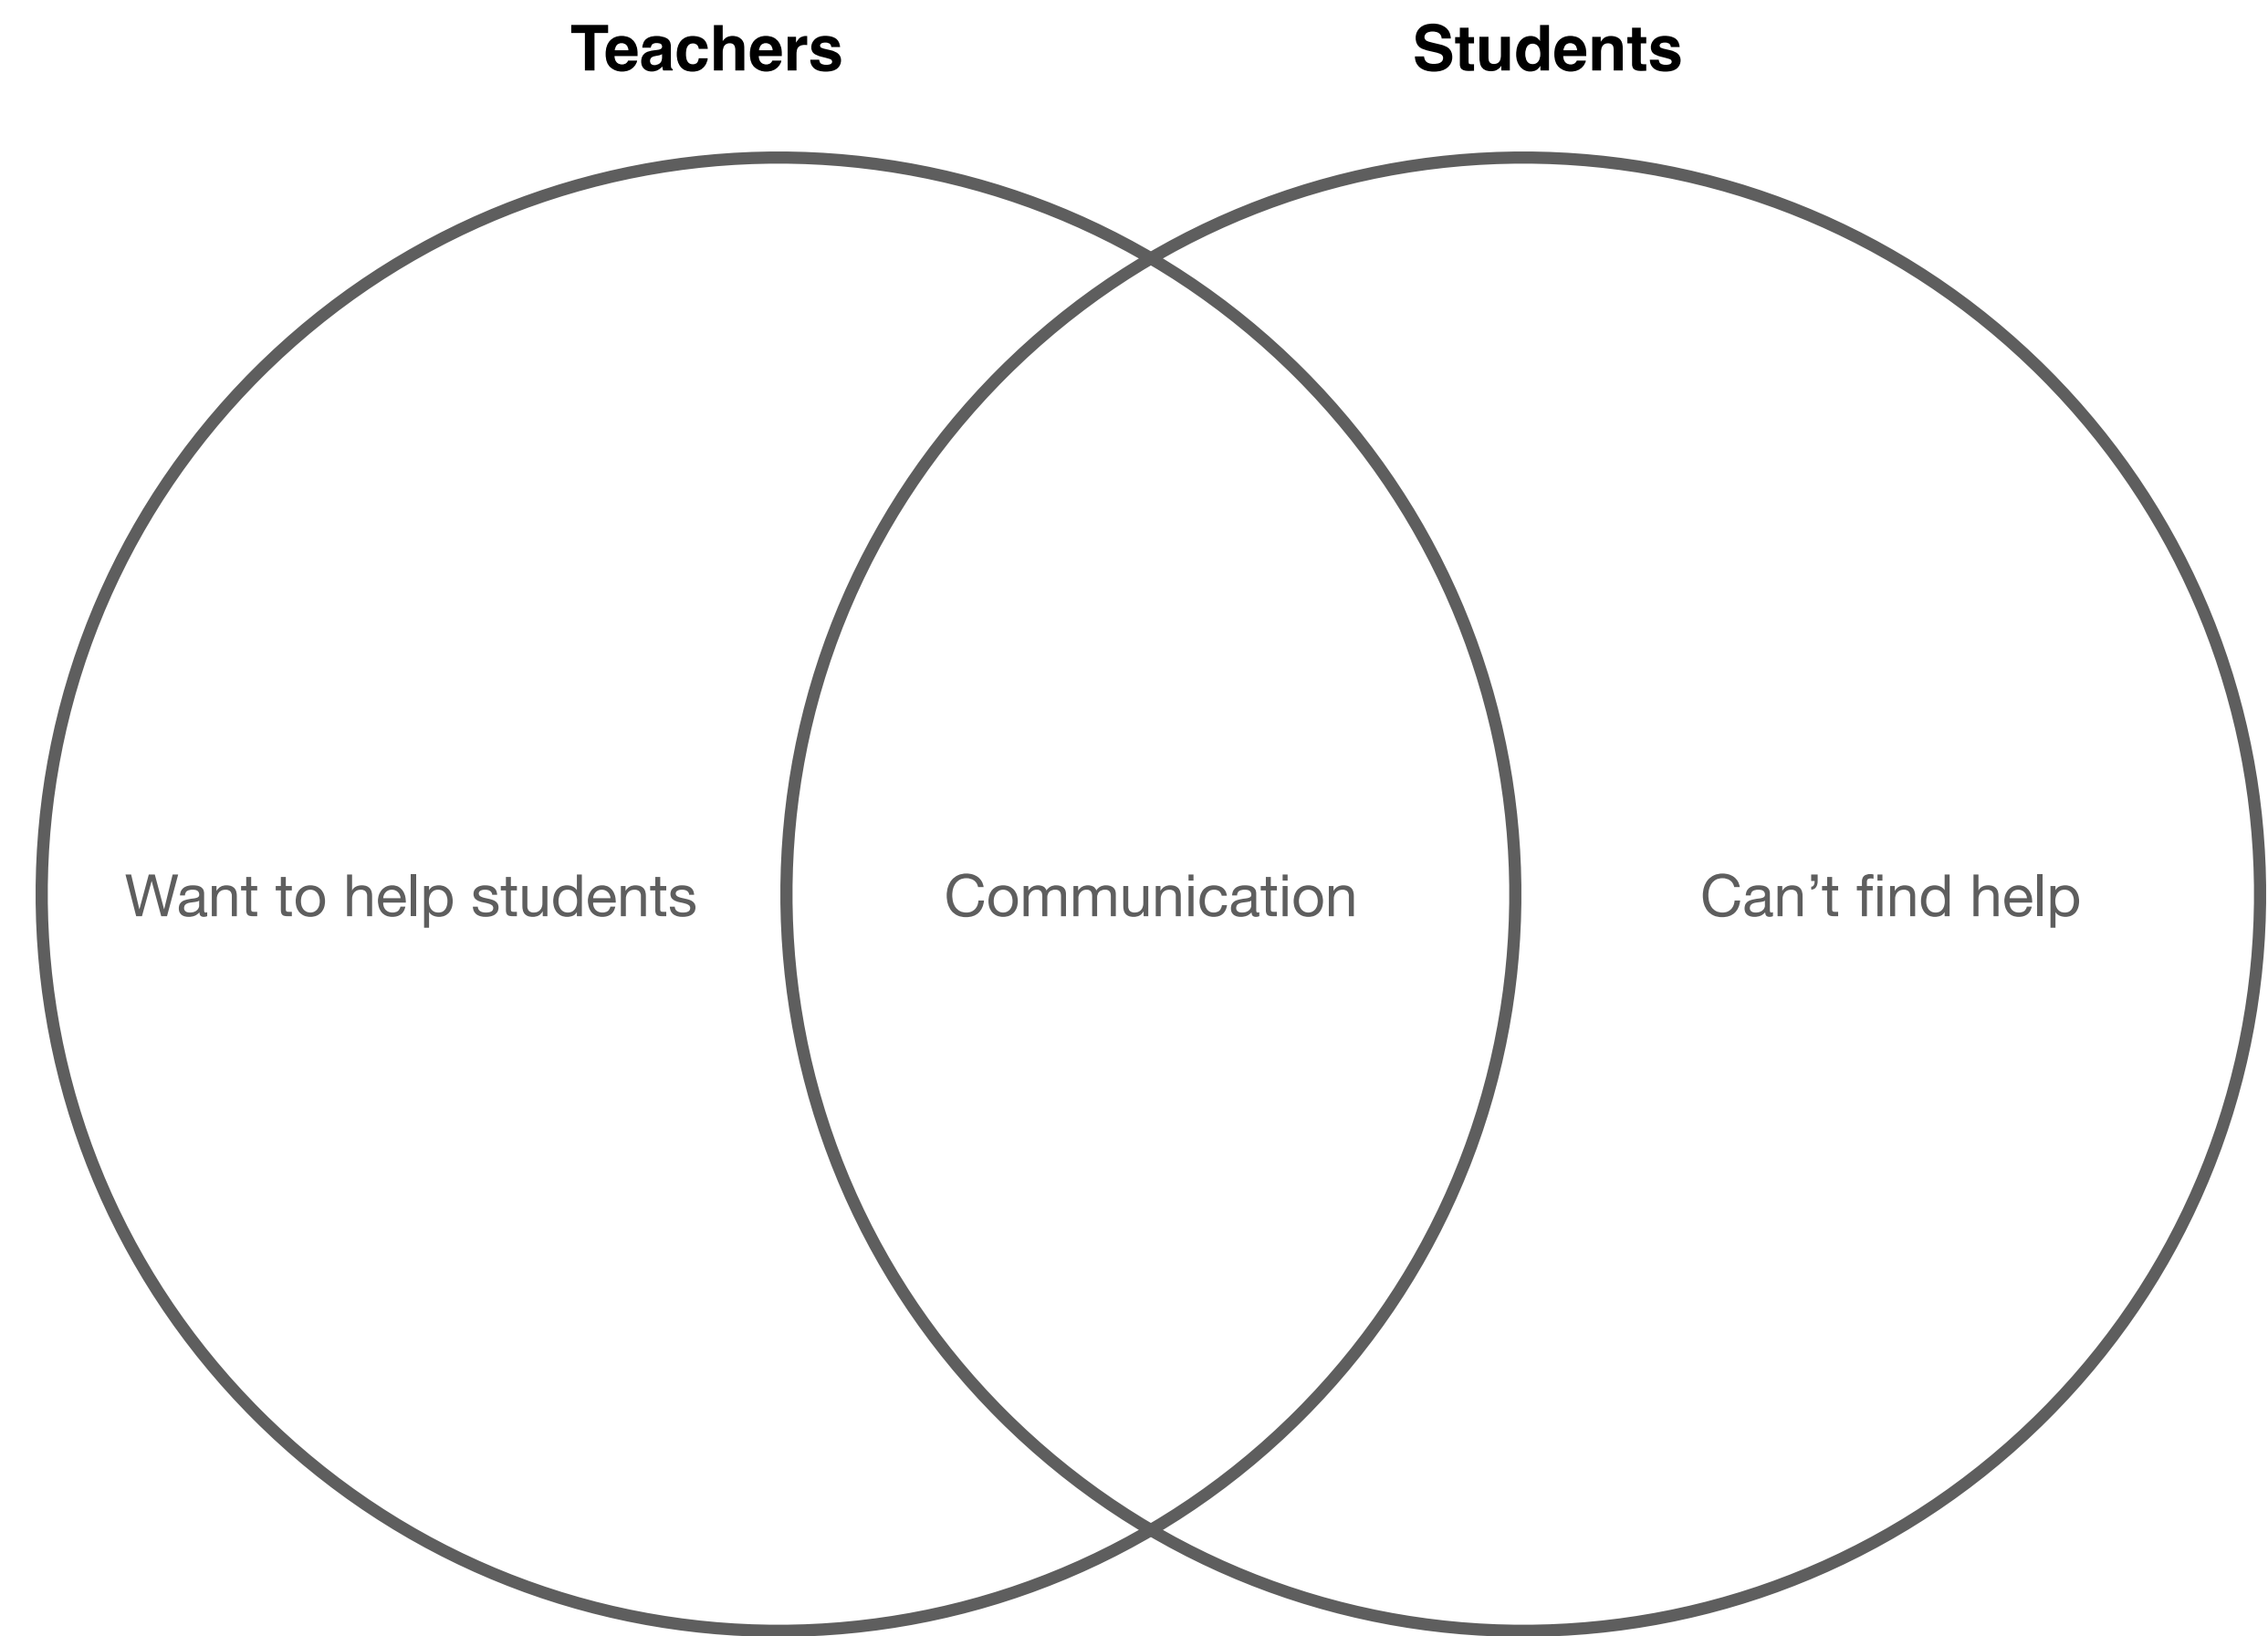 Teachers
Students
Want to help students
Communication
Can’t find help